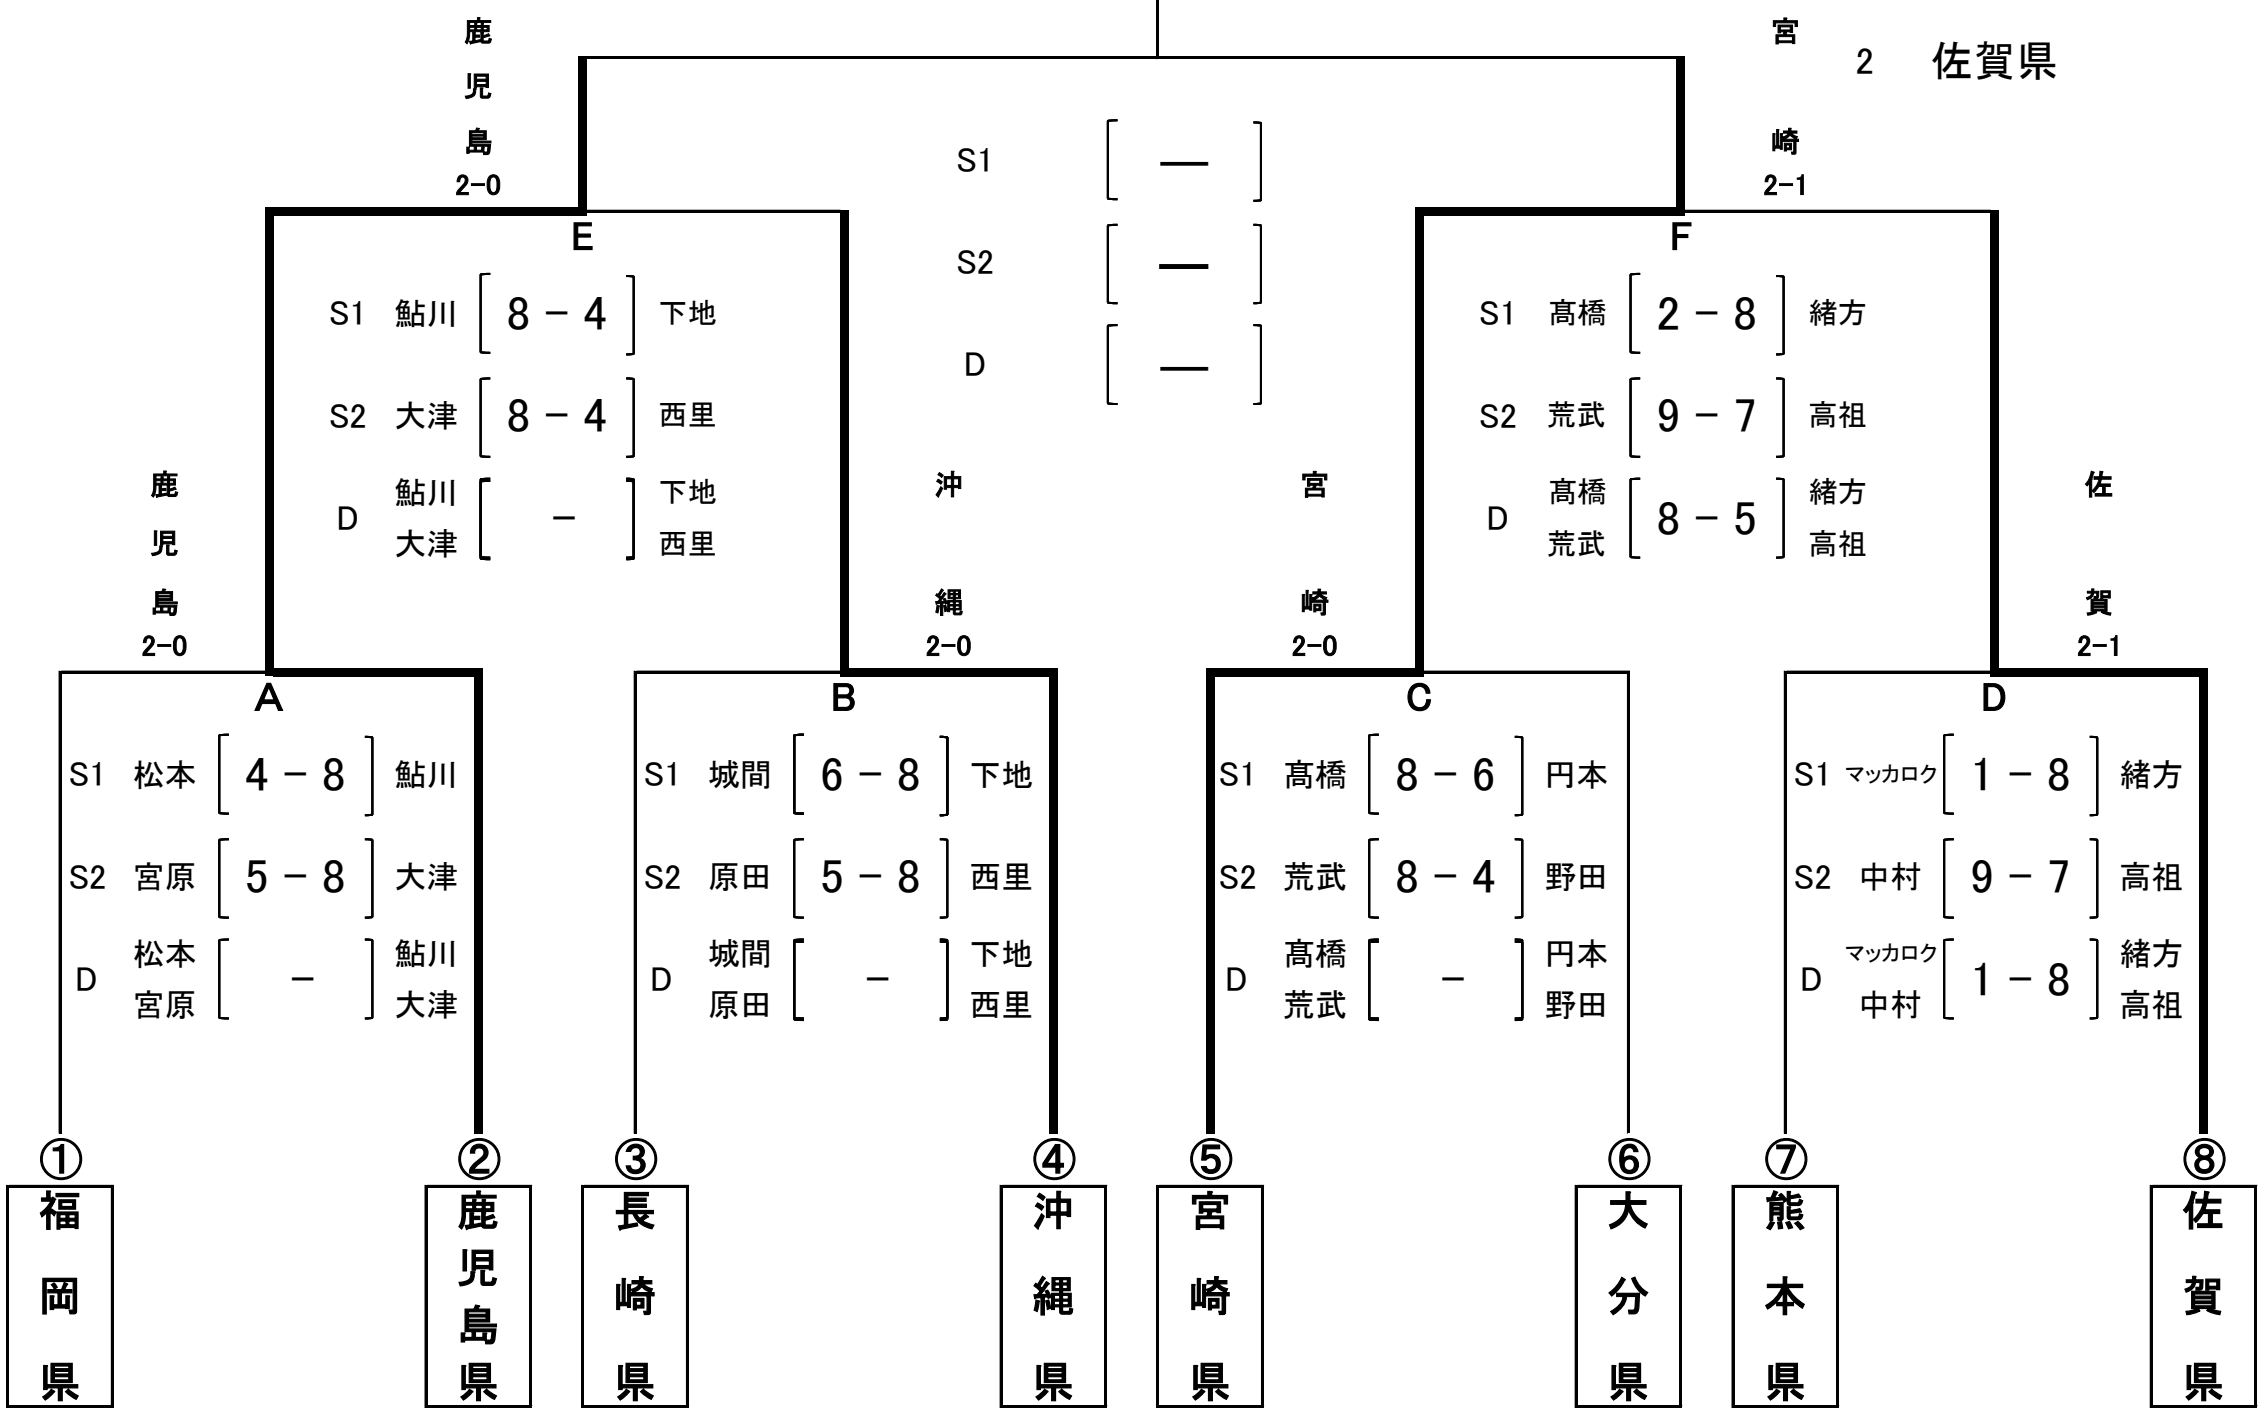 鹿児島
2-0
宮崎
2-1
2 佐賀県
S1 [ — ]
S2 [ — ]
D [ — ]
E
S1 鮎川 [ 8 - 4 ] 下地
S2 大津 [ 8 - 4 ] 西里
D 鮎川 大津 [ - ] 下地 西里
F
S1 髙橋 [ 2 - 8 ] 緒方
S2 荒武 [ 9 - 7 ] 高祖
D 髙橋 荒武 [ 8 - 5 ] 緒方 高祖
鹿児島
2-0
沖縄
2-0
宮崎
2-0
佐賀
2-1
A
S1 松本 [ 4 - 8 ] 鮎川
S2 宮原 [ 5 - 8 ] 大津
D 松本 宮原 [ - ] 鮎川 大津
B
S1 城間 [ 6 - 8 ] 下地
S2 原田 [ 5 - 8 ] 西里
D 城間 原田 [ - ] 下地 西里
C
S1 髙橋 [ 8 - 6 ] 円本
S2 荒武 [ 8 - 4 ] 野田
D 髙橋 荒武 [ - ] 円本 野田
D
S1 マッカロク [ 1 - 8 ] 緒方
S2 中村 [ 9 - 7 ] 高祖
D マッカロク 中村 [ 1 - 8 ] 緒方 高祖
① 福岡県
② 鹿児島県
③ 長崎県
④ 沖縄県
⑤ 宮崎県
⑥ 大分県
⑦ 熊本県
⑧ 佐賀県